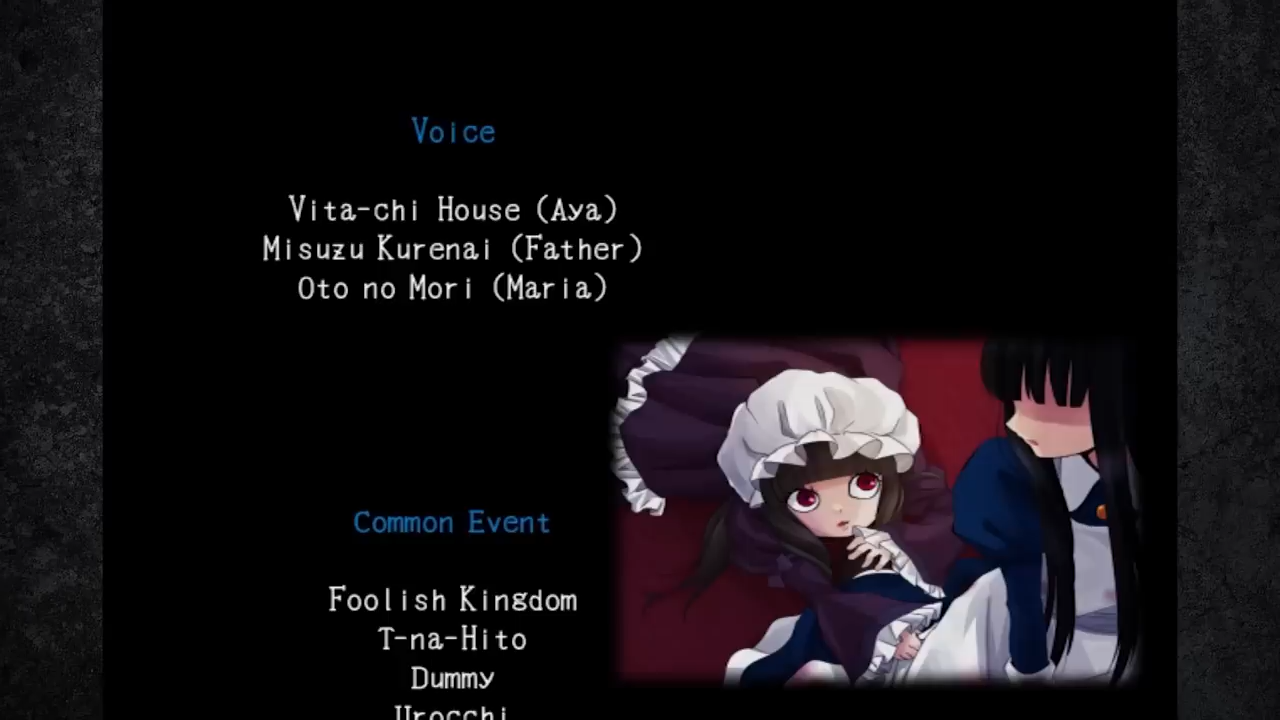 Voice
Vita-chi House (Aya)
Misuzu Kurenai (Father)
Oto no Mori (Maria)
Common Event
Foolish Kingdom
T-na-Hito
Dummy
Urocchi